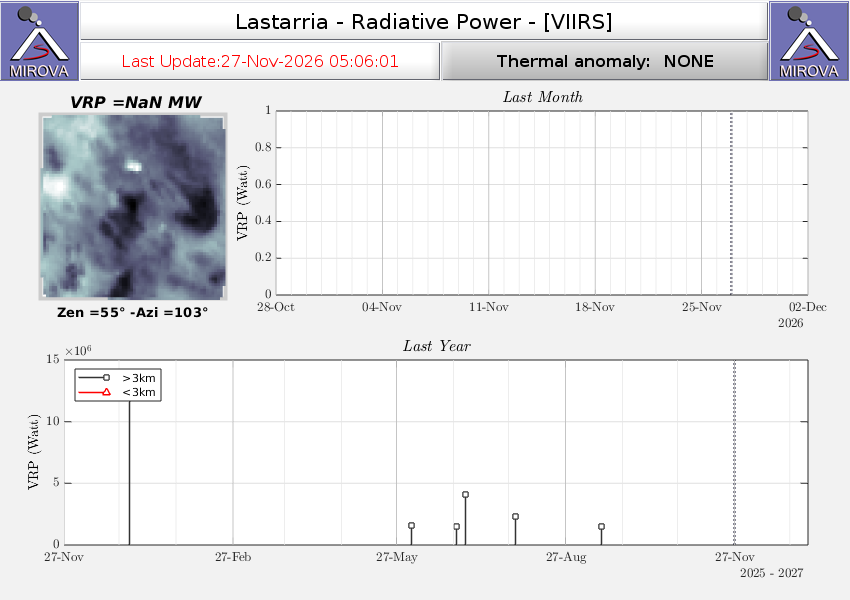 Lastarria - Radiative Power - [VIIRS]
MIROVA
Last Update:27-Nov-2026 05:06:01
Thermal anomaly: NONE
MIROVA
VRP =NaN MW
Zen =55° -Azi =103°
Last Month
VRP (Watt)
1
0.8
0.6
0.4
0.2
0
28-Oct 04-Nov 11-Nov 18-Nov 25-Nov 02-Dec
2026
Last Year
×10⁶
VRP (Watt)
15
10
5
0
>3km
<3km
27-Nov 27-Feb 27-May 27-Aug 27-Nov
2025 - 2027